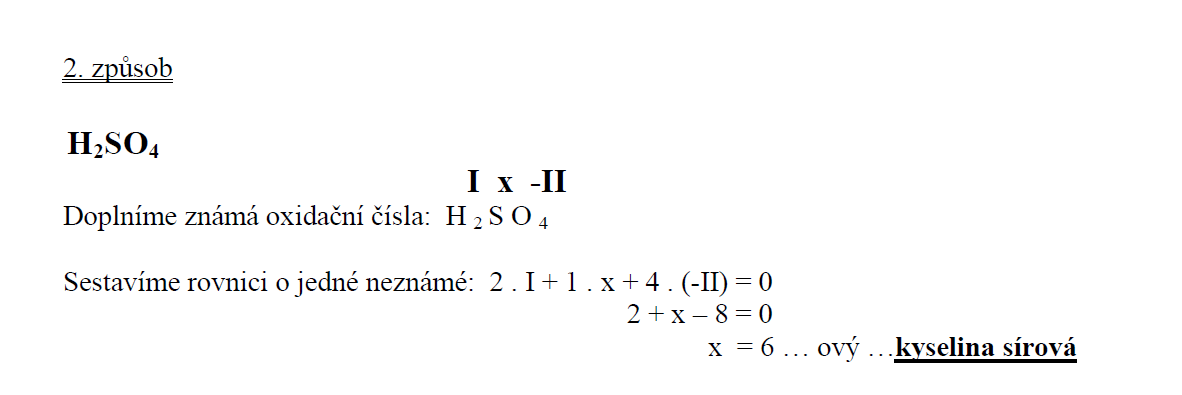 2. způsob
H₂SO₄
I x -II
Doplníme známá oxidační čísla: H ₂ S O ₄
Sestavíme rovnici o jedné neznámé: 2 . I + 1 . x + 4 . (-II) = 0
2 + x – 8 = 0
x = 6 … ový …kyselina sírová